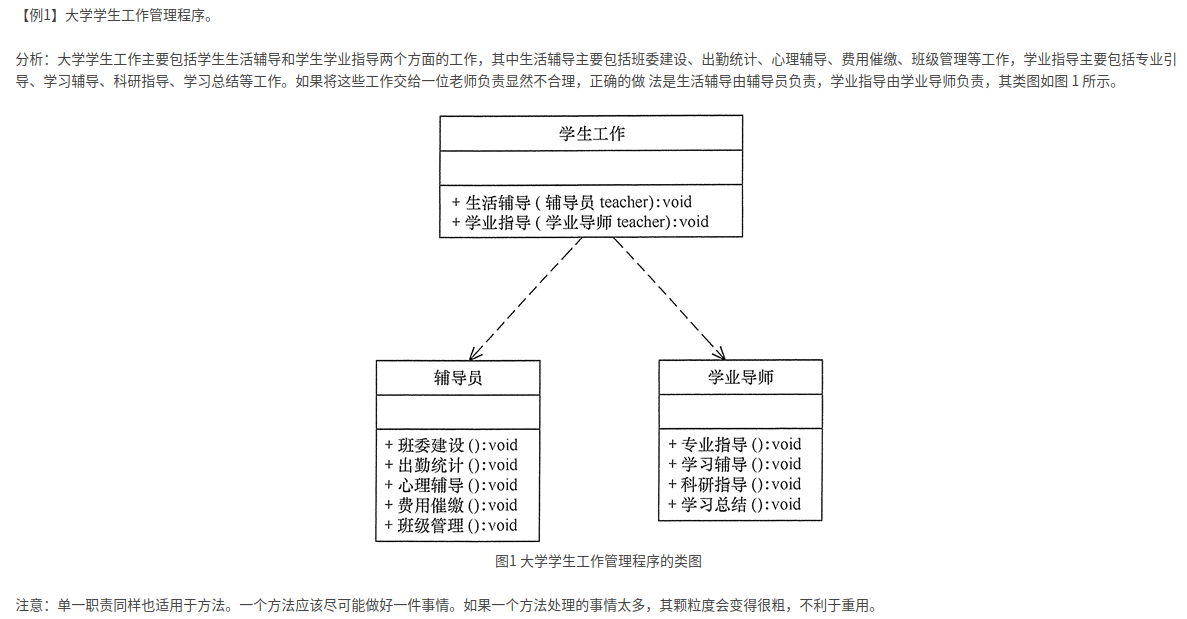 【例1】大学学生工作管理程序。
分析：大学学生工作主要包括学生生活辅导和学生学业指导两个方面的工作，其中生活辅导主要包括班委建设、出勤统计、心理辅导、费用催缴、班级管理等工作，学业指导主要包括专业引
导、学习辅导、科研指导、学习总结等工作。如果将这些工作交给一位老师负责显然不合理，正确的做 法是生活辅导由辅导员负责，学业指导由学业导师负责，其类图如图 1 所示。
学生工作
+ 生活辅导 ( 辅导员 teacher):void
+ 学业指导 ( 学业导师 teacher):void
辅导员
+ 班委建设 ():void
+ 出勤统计 ():void
+ 心理辅导 ():void
+ 费用催缴 ():void
+ 班级管理 ():void
学业导师
+ 专业指导 ():void
+ 学习辅导 ():void
+ 科研指导 ():void
+ 学习总结 ():void
图1 大学学生工作管理程序的类图
注意：单一职责同样也适用于方法。一个方法应该尽可能做好一件事情。如果一个方法处理的事情太多，其颗粒度会变得很粗，不利于重用。